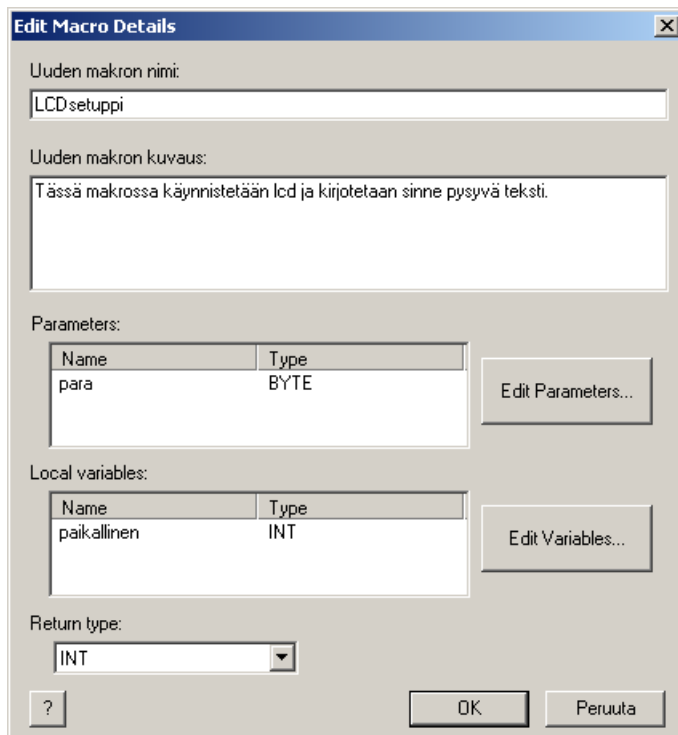 Edit Macro Details
Uuden makron nimi:
LCDsetuppi
Uuden makron kuvaus:
Tässä makrossa käynnistetään lcd ja kirjotetaan sinne pysyvä teksti.
Parameters:
Name Type
para BYTE
Edit Parameters...
Local variables:
Name Type
paikallinen INT
Edit Variables...
Return type:
INT
? OK Peruuta